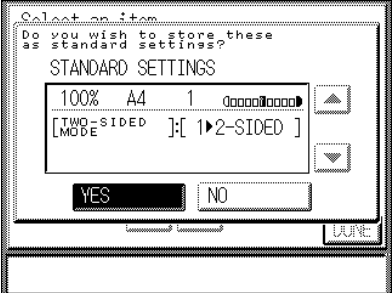 Select an item
Do you wish to store these
as standard settings?
STANDARD SETTINGS
100% A4 1
[TWO-SIDED MODE ]:[ 1▶2-SIDED ]
YES NO
DONE